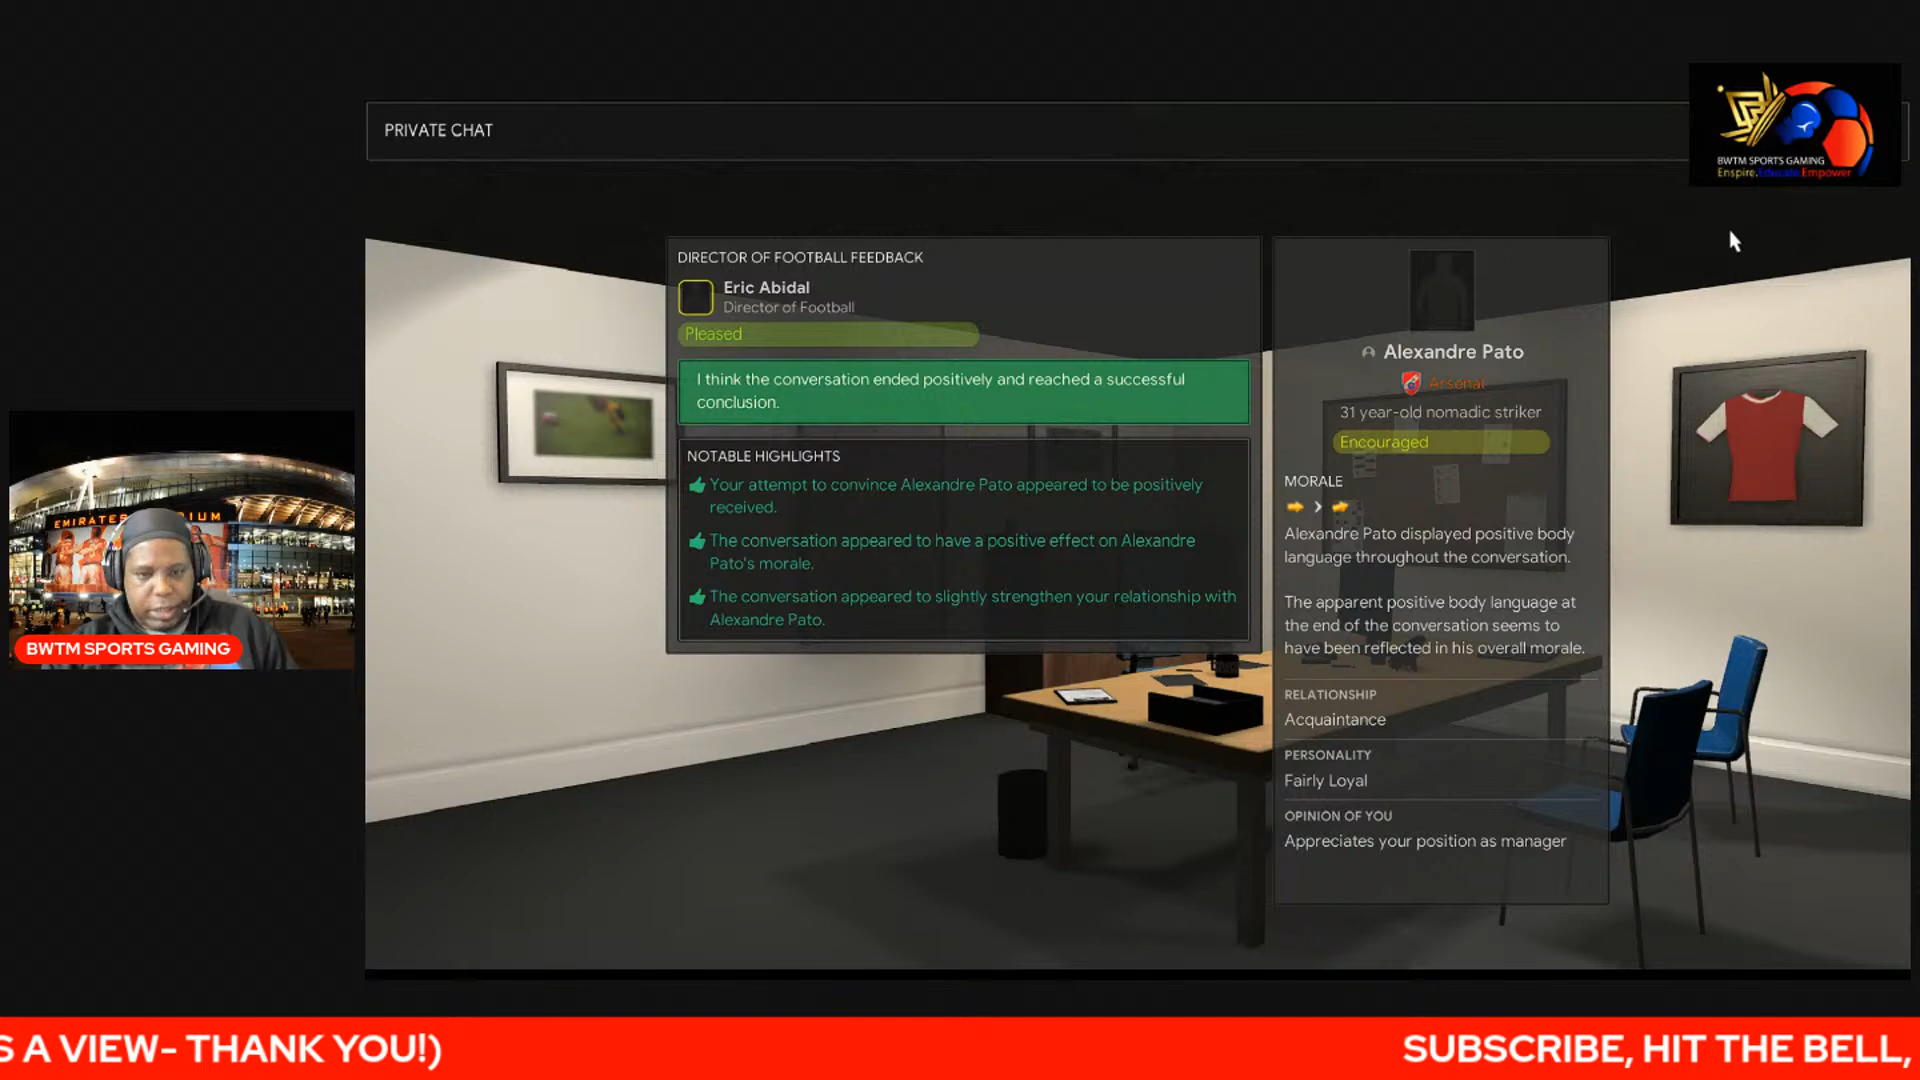 PRIVATE CHAT
BWTM SPORTS GAMING
Enspire.Educate.Empower
DIRECTOR OF FOOTBALL FEEDBACK
Eric Abidal
Director of Football
Pleased
I think the conversation ended positively and reached a successful
conclusion.
NOTABLE HIGHLIGHTS
Your attempt to convince Alexandre Pato appeared to be positively
received.
The conversation appeared to have a positive effect on Alexandre
Pato's morale.
The conversation appeared to slightly strengthen your relationship with
Alexandre Pato.
Alexandre Pato
Arsenal
31 year-old nomadic striker
Encouraged
MORALE
Alexandre Pato displayed positive body
language throughout the conversation.
The apparent positive body language at
the end of the conversation seems to
have been reflected in his overall morale.
RELATIONSHIP
Acquaintance
PERSONALITY
Fairly Loyal
OPINION OF YOU
Appreciates your position as manager
EMIRATES STADIUM
BWTM SPORTS GAMING
S A VIEW- THANK YOU!)
SUBSCRIBE, HIT THE BELL,